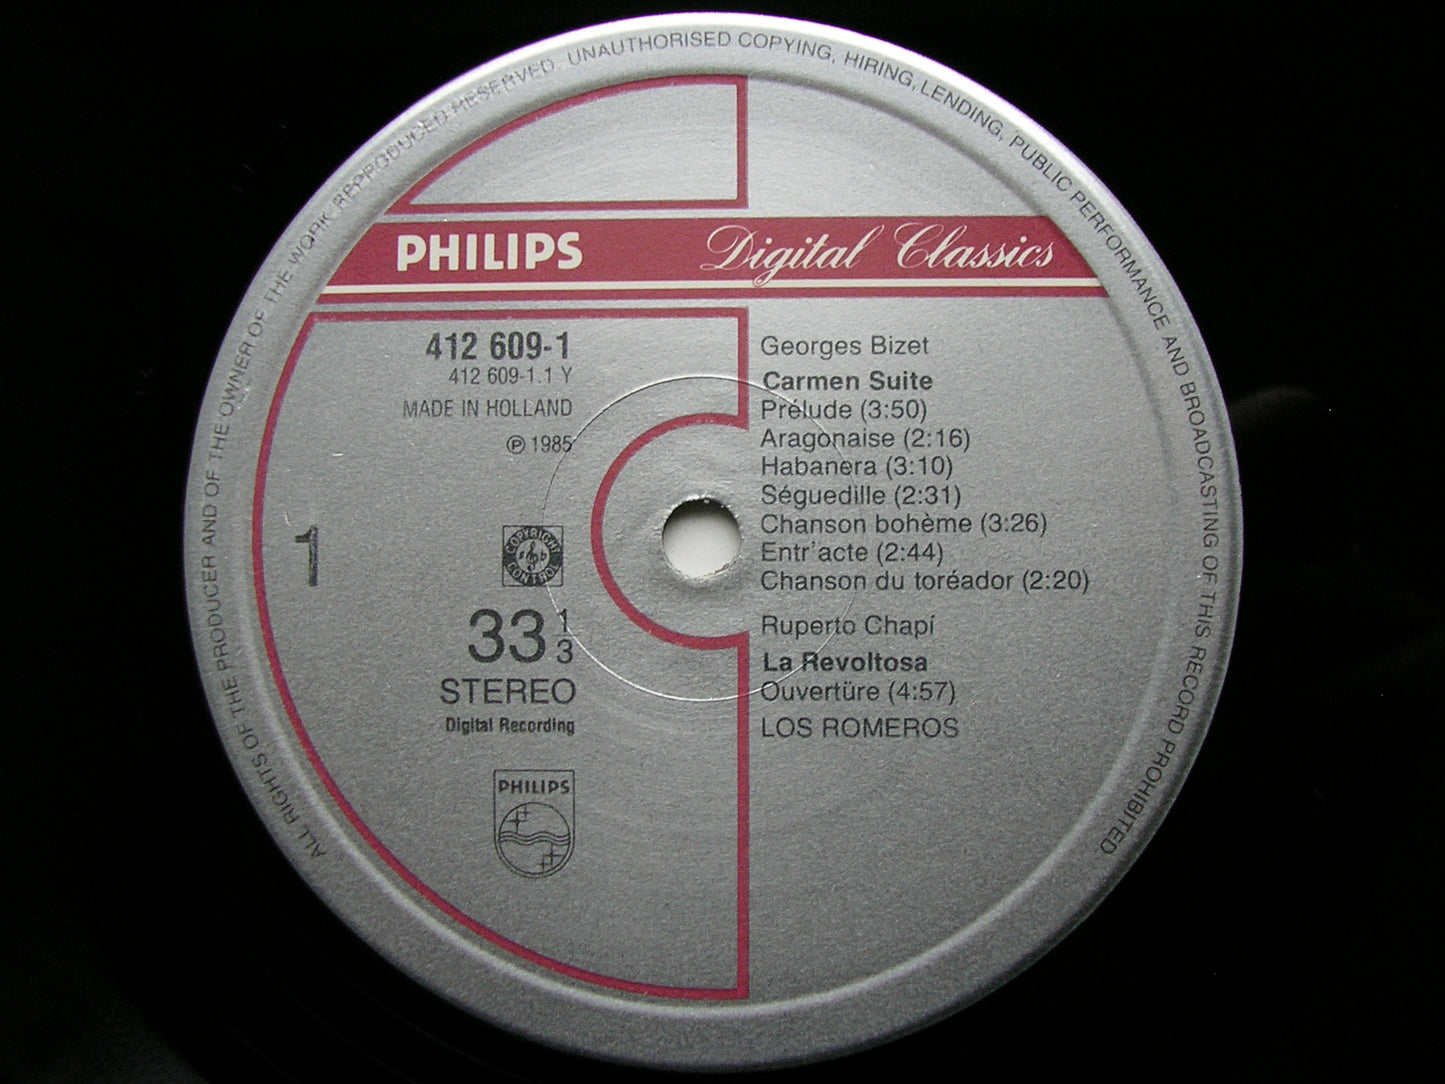 ALL RIGHTS OF THE PRODUCER AND OF THE OWNER OF THE WORK REPRODUCED RESERVED. UNAUTHORISED COPYING, HIRING, LENDING, PUBLIC PERFORMANCE AND BROADCASTING OF THIS RECORD PROHIBITED.
PHILIPS Digital Classics
412 609-1
412 609-1.1 Y
MADE IN HOLLAND
℗ 1985
1
COPYRIGHT CONTROL
33 1/3
STEREO
Digital Recording
PHILIPS
Georges Bizet
Carmen Suite
Prélude (3:50)
Aragonaise (2:16)
Habanera (3:10)
Séguedille (2:31)
Chanson bohème (3:26)
Entr'acte (2:44)
Chanson du toréador (2:20)
Ruperto Chapí
La Revoltosa
Ouvertüre (4:57)
LOS ROMEROS